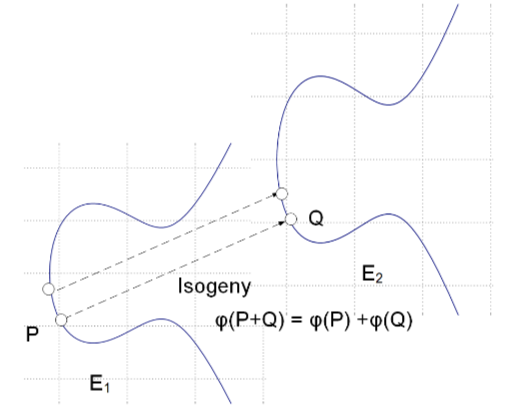 Q
E₂
Isogeny
φ(P+Q) = φ(P) +φ(Q)
P
E₁